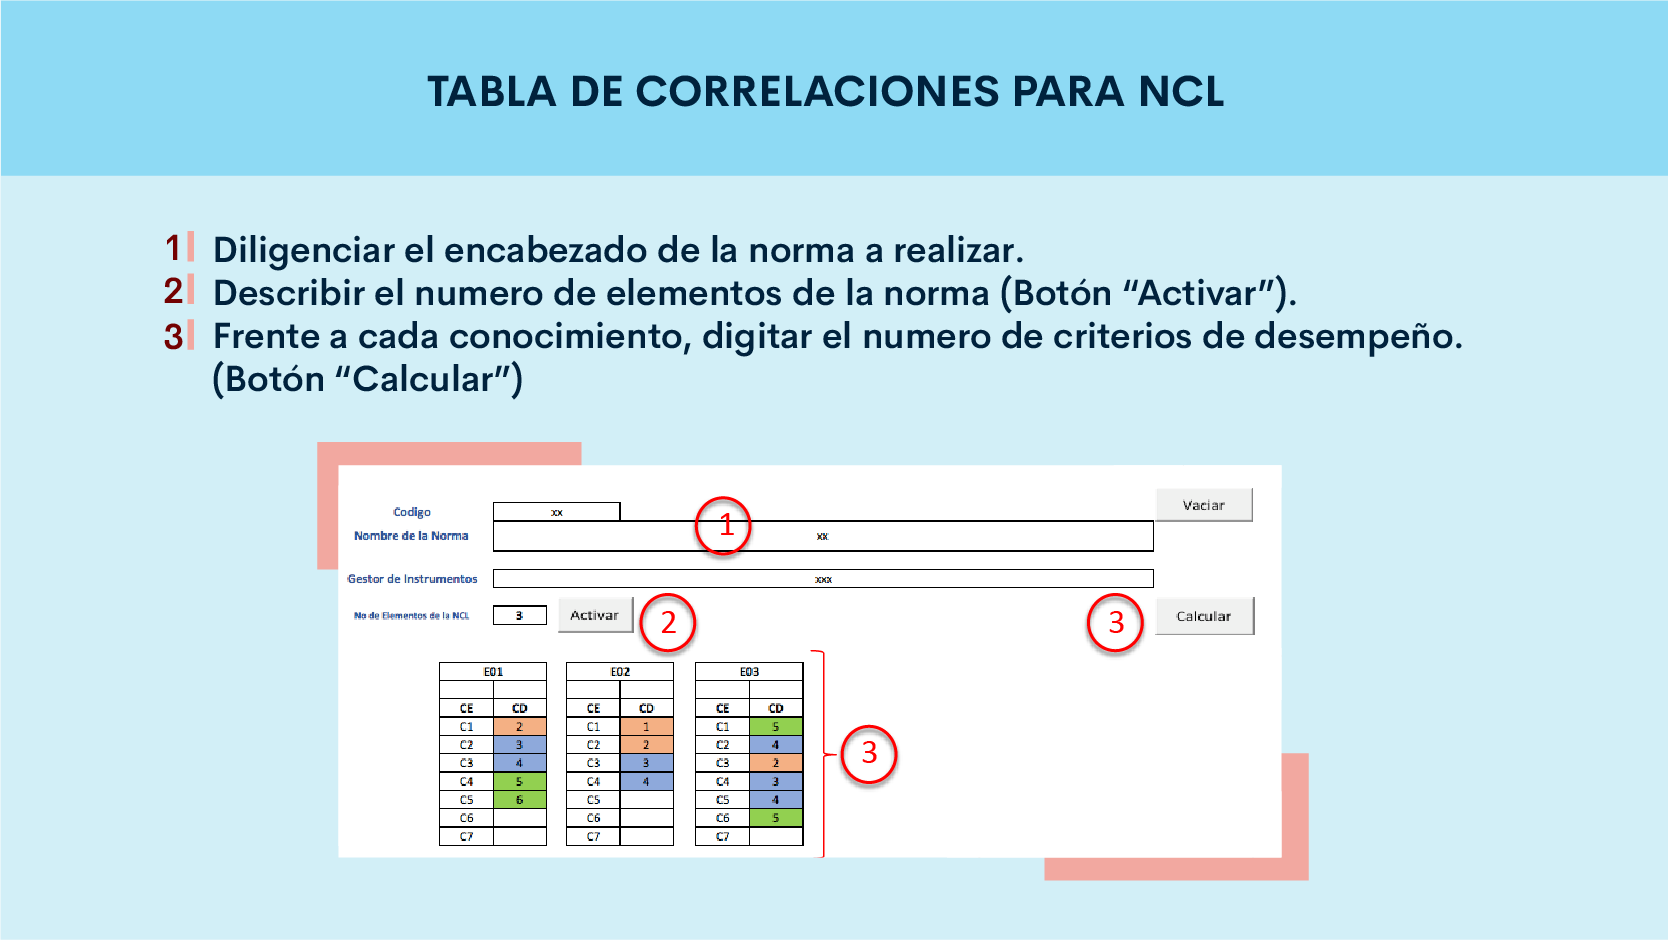 TABLA DE CORRELACIONES PARA NCL
1 Diligenciar el encabezado de la norma a realizar.
2 Describir el numero de elementos de la norma (Botón “Activar”).
3 Frente a cada conocimiento, digitar el numero de criterios de desempeño.
(Botón “Calcular”)
Codigo xx Vaciar
1
Nombre de la Norma xx
Gestor de Instrumentos xxx
No de Elementos de la NCL 3 Activar 2 3 Calcular
E01 E02 E03
CE CD CE CD CE CD
C1 2 C1 1 C1 5
C2 3 C2 2 C2 4
C3 4 C3 3 C3 2
3
C4 5 C4 4 C4 3
C5 6 C5 C5 4
C6 C6 C6 5
C7 C7 C7